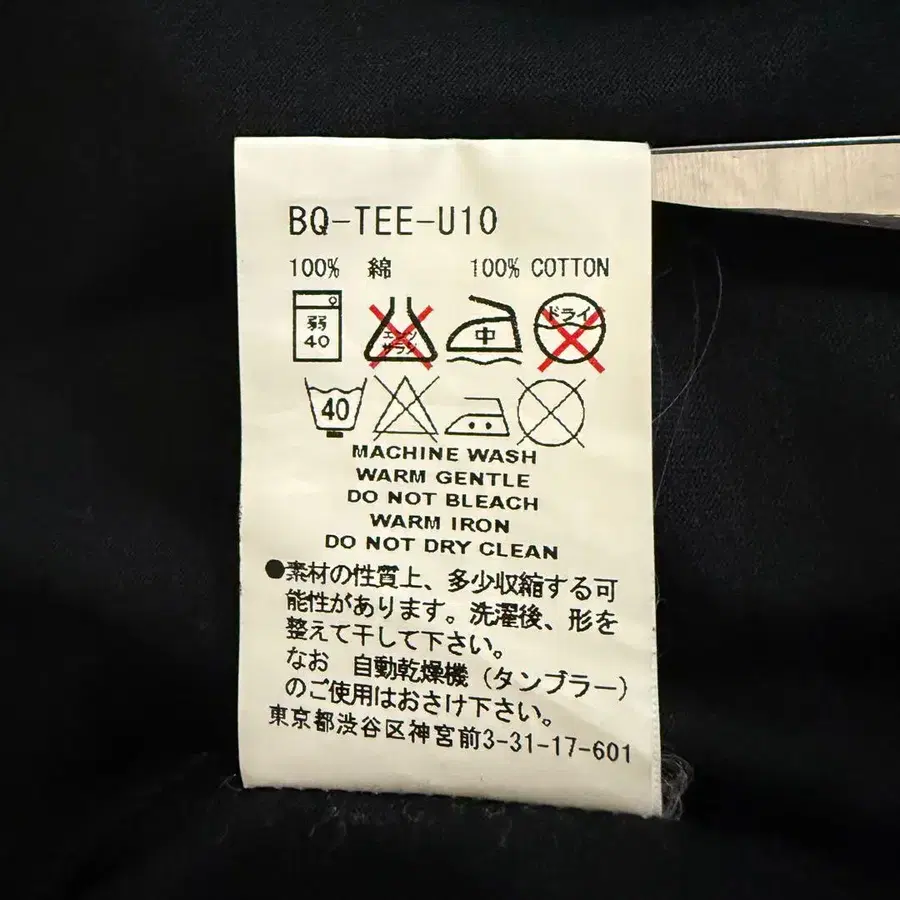 BQ-TEE-U10
100% 綿 100% COTTON
弱 40 エンソサラシ 中 ドライ
40
MACHINE WASH
WARM GENTLE
DO NOT BLEACH
WARM IRON
DO NOT DRY CLEAN
●素材の性質上、多少収縮する可
能性があります。洗濯後、形を
整えて干して下さい。
なお 自動乾燥機（タンブラー）
のご使用はおさけ下さい。
東京都渋谷区神宮前3-31-17-601